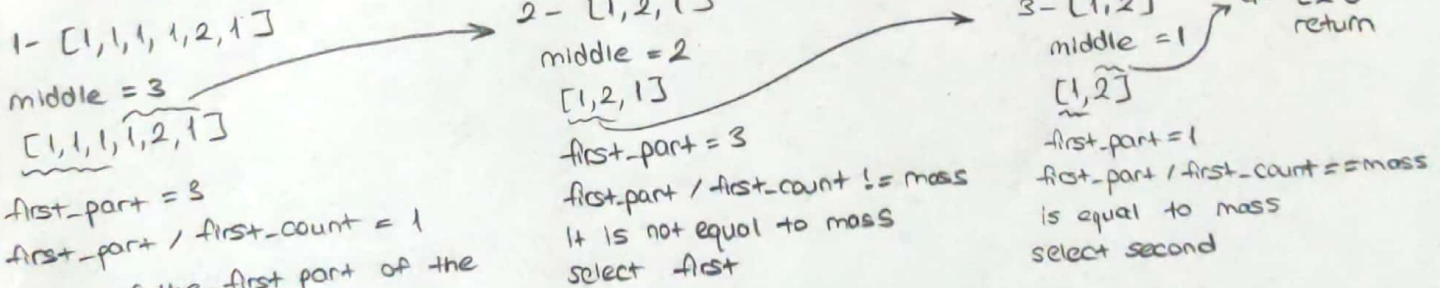 1- [1,1,1,1,2,1]
middle = 3
[1,1,1,1,2,1]
first_part = 3
first_part / first_count = 1
first part of the
2- [1,2,1]
middle = 2
[1,2,1]
first_part = 3
first_part / first_count != mass
It is not equal to mass
select first
3- [1,2]
middle = 1
[1,2]
first_part = 1
first_part / first_count == mass
is equal to mass
select second
return